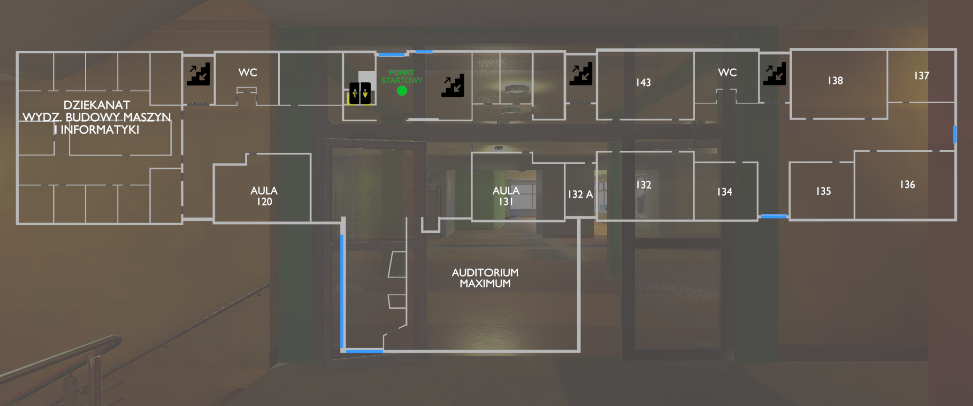 DZIEKANAT
WYDZ. BUDOWY MASZYN
I INFORMATYKI
WC
PUNKT
STARTOWY
143
WC
138
137
AULA
120
AULA
131
132 A
132
134
135
136
AUDITORIUM
MAXIMUM